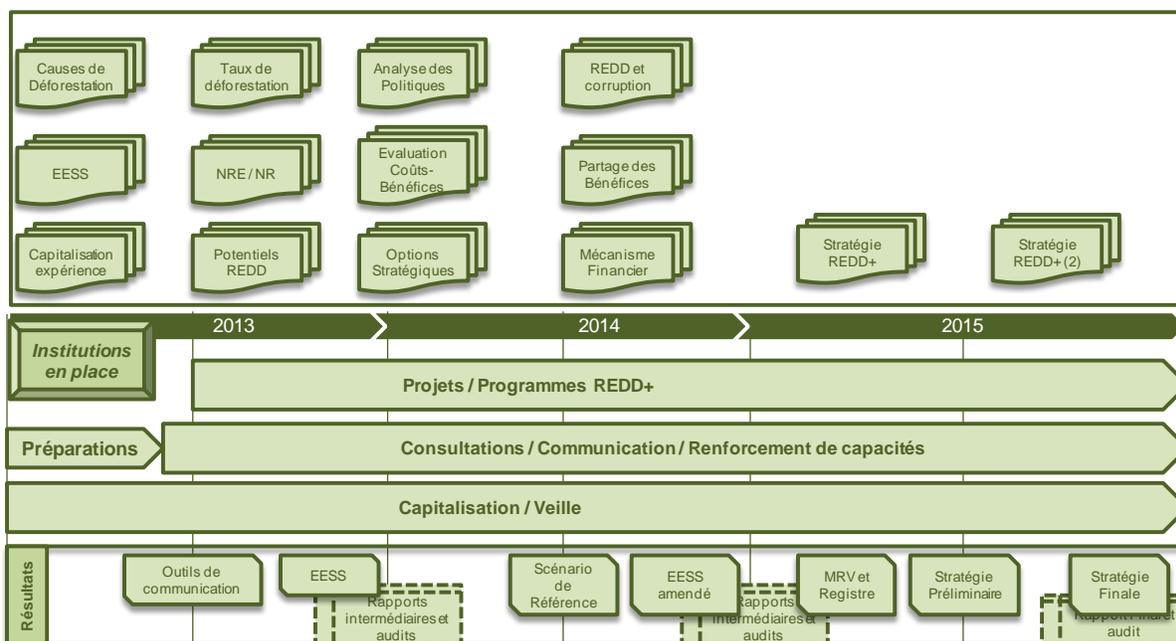 Causes de
Déforestation
Taux de
déforestation
Analyse des
Politiques
REDD et
corruption
EESS
NRE / NR
Evaluation
Coûts-
Bénéfices
Partage des
Bénéfices
Capitalisation
expérience
Potentiels
REDD
Options
Stratégiques
Mécanisme
Financier
Stratégie
REDD+
Stratégie
REDD+ (2)
2013
2014
2015
Institutions
en place
Projets / Programmes REDD+
Préparations
Consultations / Communication / Renforcement de capacités
Capitalisation / Veille
Résultats
Outils de
communication
EESS
Rapports
intermédiaires et
audits
Scénario
de
Référence
EESS
amendé
Rapports
intermédiaires et
audits
MRV et
Registre
Stratégie
Préliminaire
Stratégie
Finale
Rapport Final et
audit